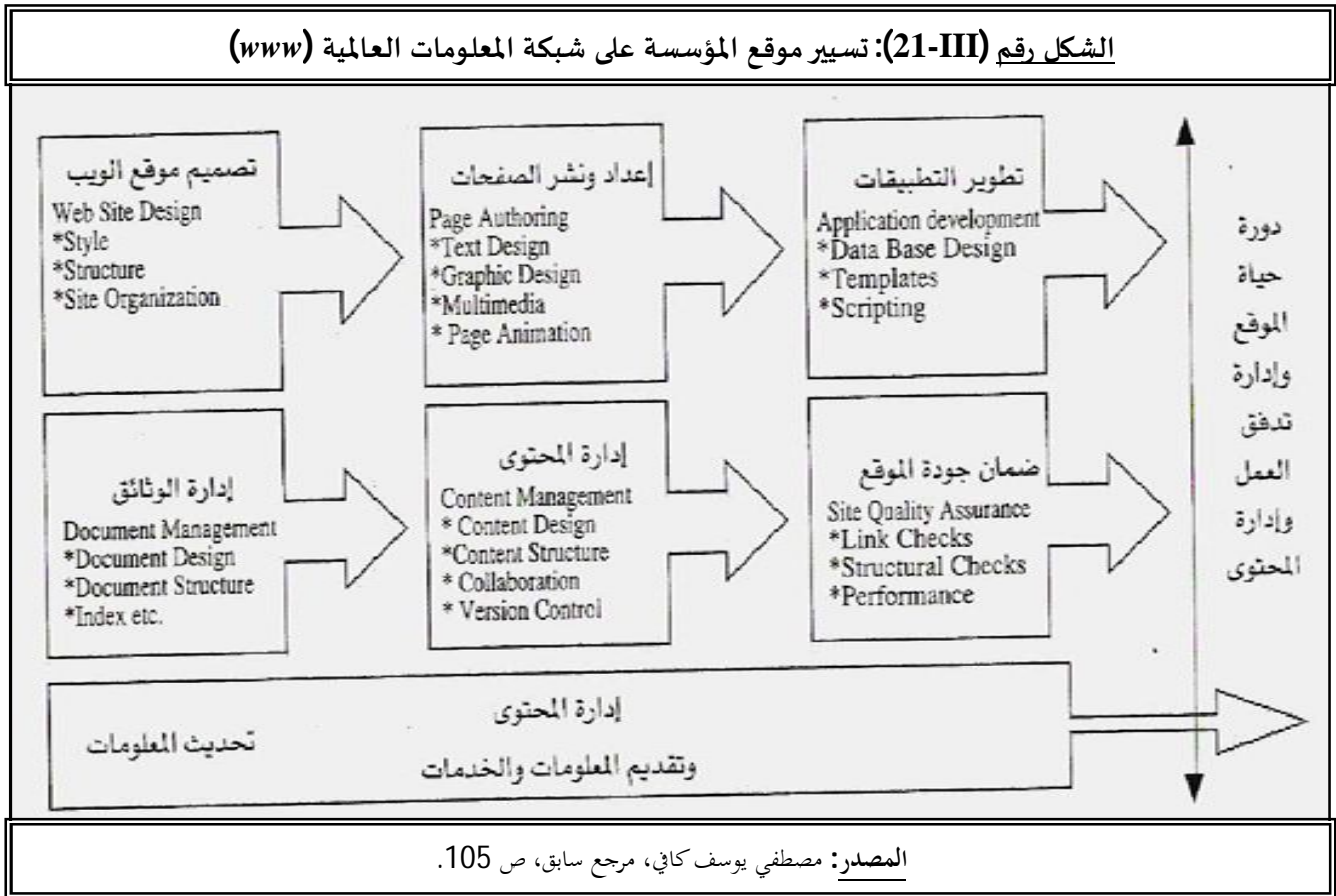 الشكل رقم (III-21): تسيير موقع المؤسسة على شبكة المعلومات العالمية (www)
تصميم موقع الويب
Web Site Design
*Style
*Structure
*Site Organization
إعداد ونشر الصفحات
Page Authoring
*Text Design
*Graphic Design
*Multimedia
* Page Animation
تطوير التطبيقات
Application development
*Data Base Design
*Templates
*Scripting
إدارة الوثائق
Document Management
*Document Design
*Document Structure
*Index etc.
إدارة المحتوى
Content Management
* Content Design
*Content Structure
* Collaboration
* Version Control
ضمان جودة الموقع
Site Quality Assurance
*Link Checks
*Structural Checks
*Performance
دورة
حياة
الموقع
وإدارة
تدفق
العمل
وإدارة
المحتوى
إدارة المحتوى
تحديث المعلومات
وتقديم المعلومات والخدمات
المصدر: مصطفي يوسف كافي، مرجع سابق، ص 105.